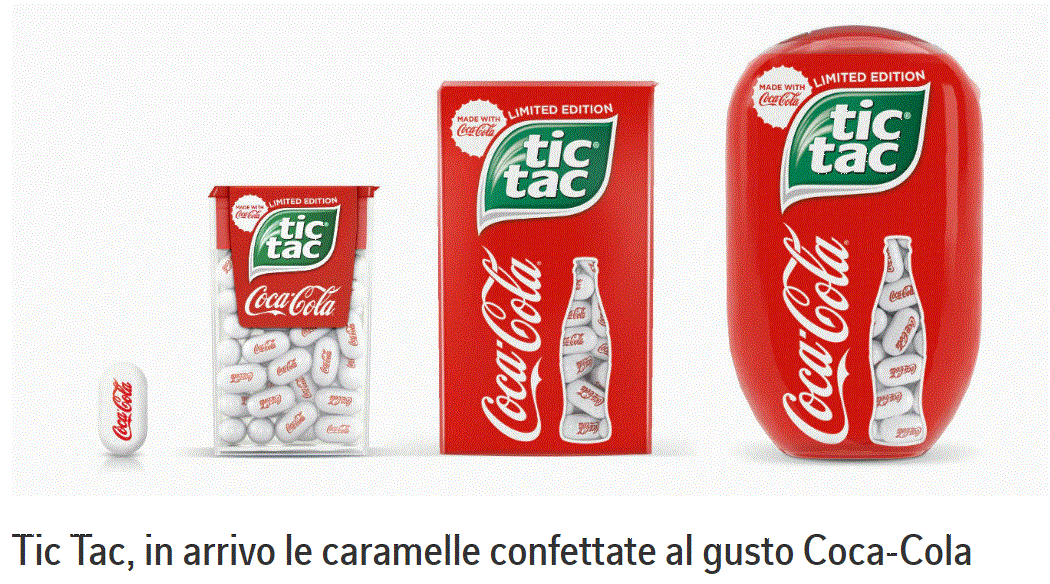 Coca-Cola
MADE WITH
Coca-Cola
LIMITED EDITION
tic
tac
Coca-Cola
MADE WITH
Coca-Cola
LIMITED EDITION
tic
tac
Coca-Cola
MADE WITH
Coca-Cola
LIMITED EDITION
tic
tac
Coca-Cola
Tic Tac, in arrivo le caramelle confettate al gusto Coca-Cola